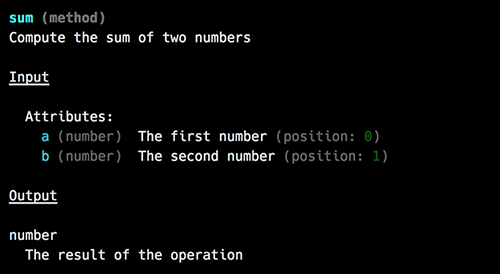 sum (method)
Compute the sum of two numbers
Input
Attributes:
a (number) The first number (position: 0)
b (number) The second number (position: 1)
Output
number
The result of the operation